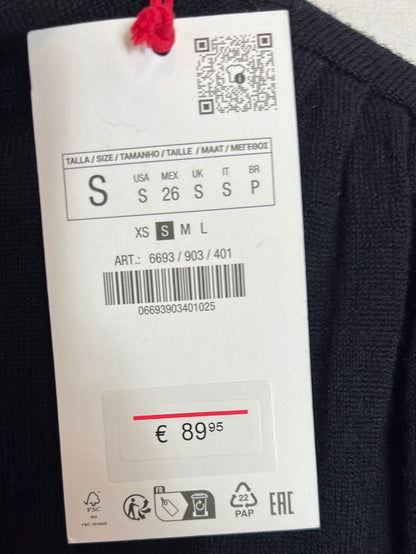 TALLA / SIZE / TAMANHO / TAILLE / MAAT / ΜΕΓΕΘΟΣ
S
USA MEX UK IT BR
S 26 S S P
XS S M L
ART.: 6693 / 903 / 401
06693903401025
€ 89 95
FR
FSC
22
PAP
EAC